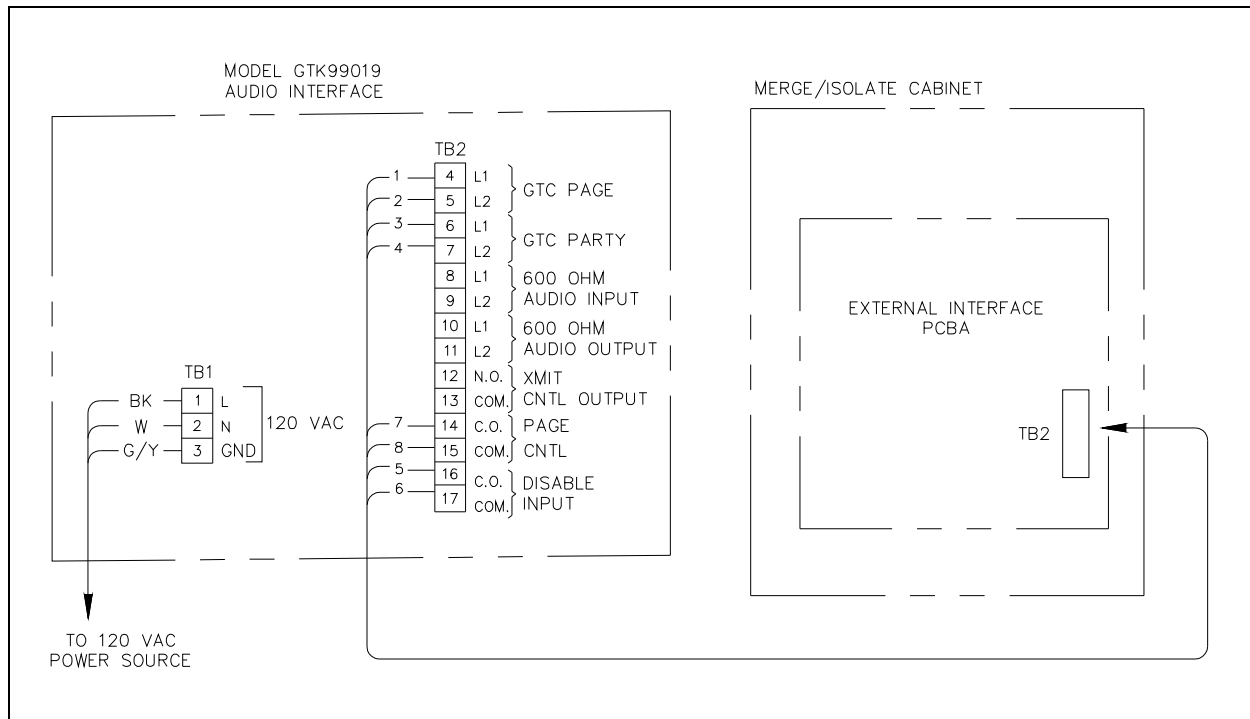 MODEL GTK99019
AUDIO INTERFACE
MERGE/ISOLATE CABINET
TB2
1 4 L1
GTC PAGE
2 5 L2
3 6 L1
GTC PARTY
4 7 L2
8 L1 600 OHM
9 L2 AUDIO INPUT
10 L1 600 OHM
11 L2 AUDIO OUTPUT
12 N.O. XMIT
13 COM. CNTL OUTPUT
7 14 C.O. PAGE
8 15 COM. CNTL
5 16 C.O. DISABLE
6 17 COM. INPUT
TB1
BK 1 L
W 2 N 120 VAC
G/Y 3 GND
TO 120 VAC
POWER SOURCE
EXTERNAL INTERFACE
PCBA
TB2